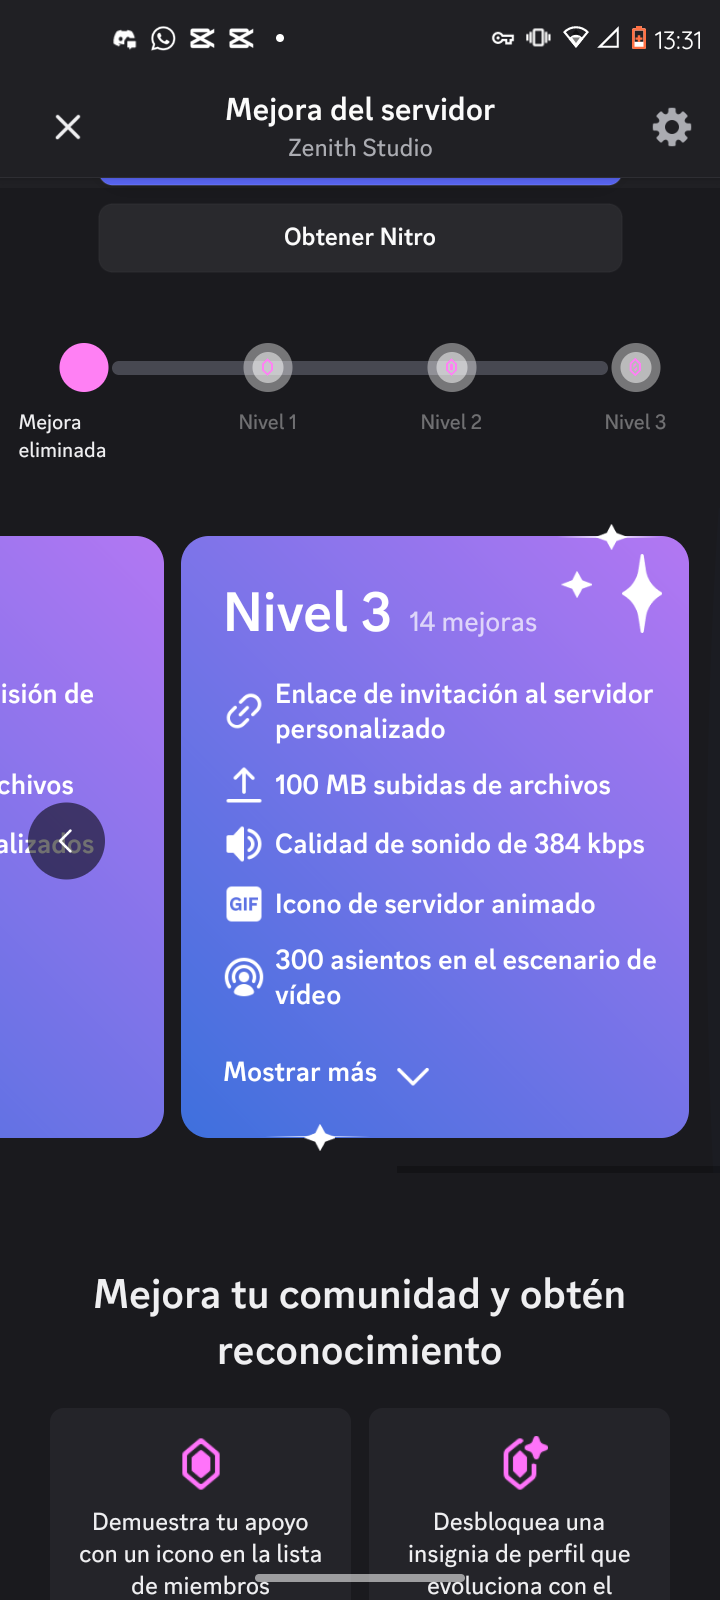 13:31
Mejora del servidor
Zenith Studio
Obtener Nitro
Mejora
eliminada
Nivel 1
Nivel 2
Nivel 3
isión de
chivos
alizados
Nivel 3 14 mejoras
Enlace de invitación al servidor
personalizado
100 MB subidas de archivos
Calidad de sonido de 384 kbps
GIF Icono de servidor animado
300 asientos en el escenario de
vídeo
Mostrar más
Mejora tu comunidad y obtén
reconocimiento
Demuestra tu apoyo
con un icono en la lista
de miembros
Desbloquea una
insignia de perfil que
evoluciona con el